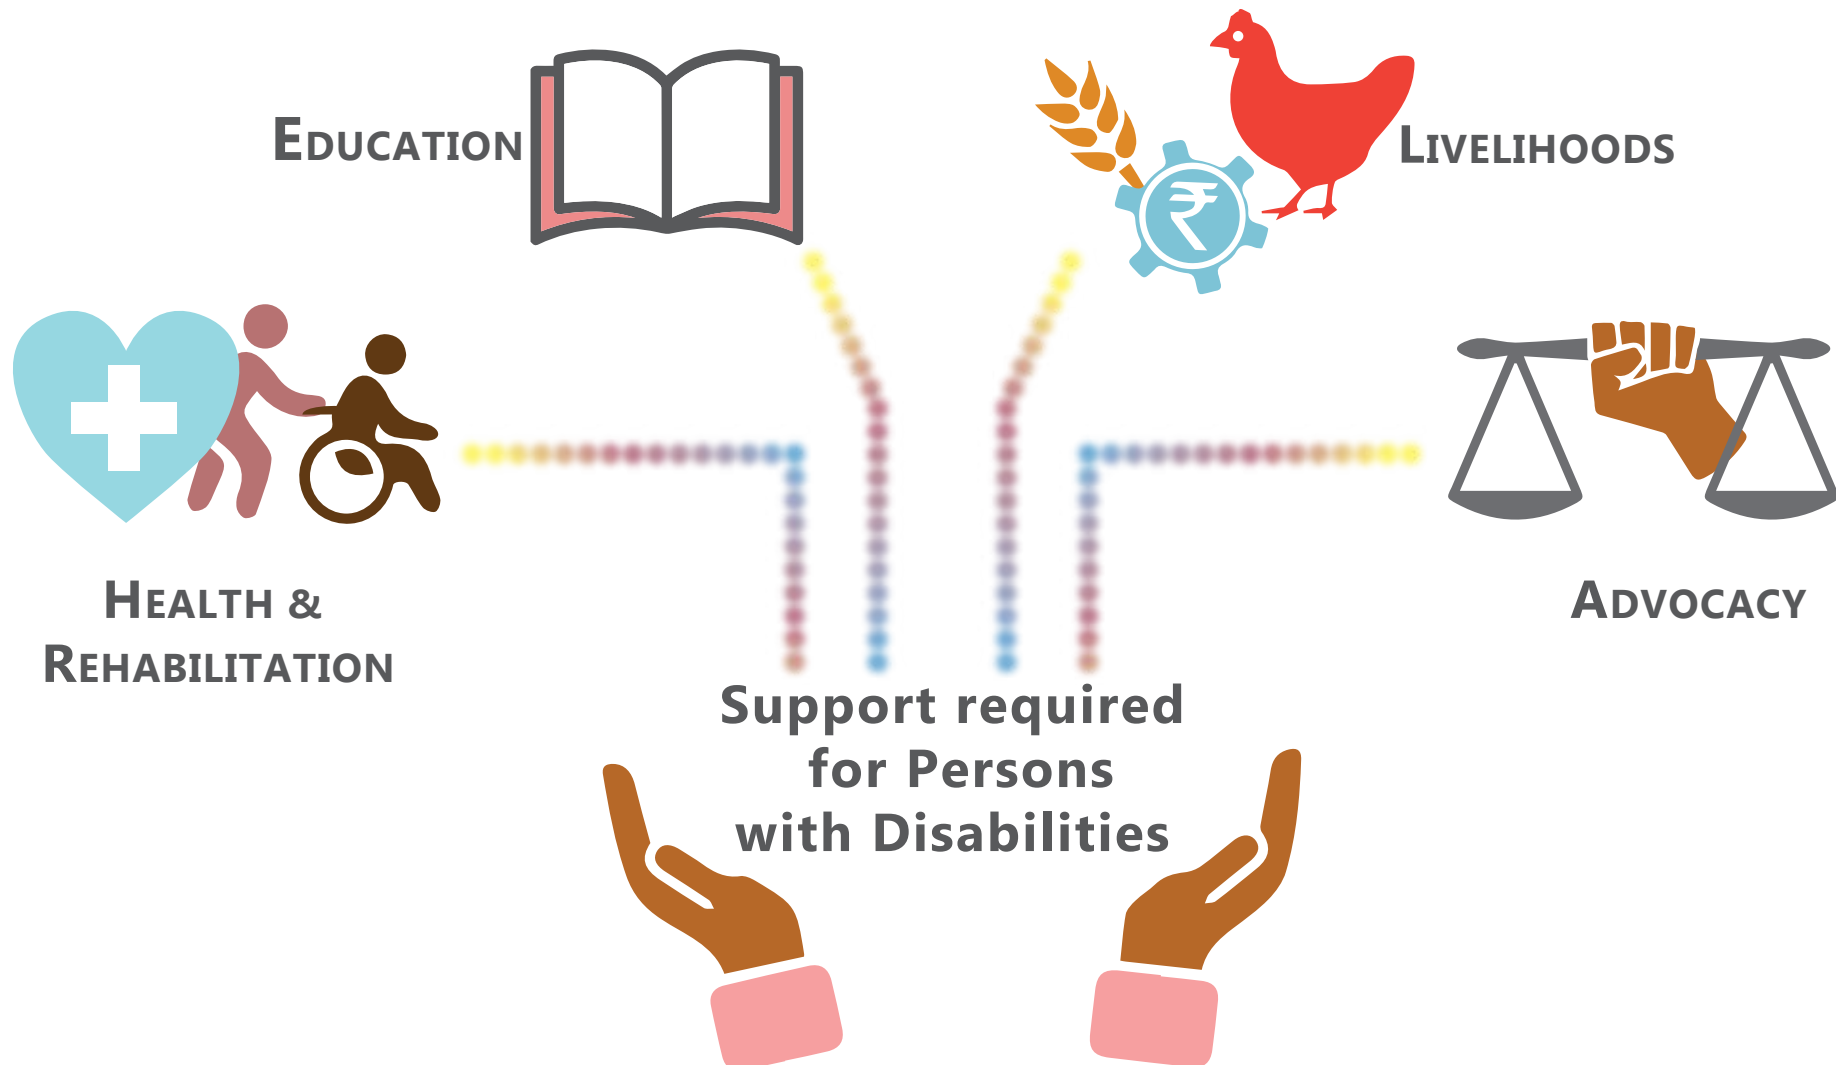 EDUCATION
LIVELIHOODS
₹
HEALTH &
REHABILITATION
ADVOCACY
Support required
for Persons
with Disabilities